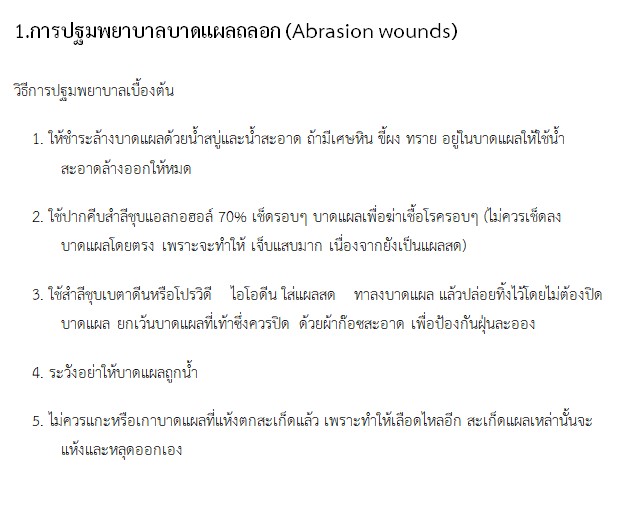 1.การปฐมพยาบาลบาดแผลถลอก (Abrasion wounds)
วิธีการปฐมพยาบาลเบื้องต้น
1. ให้ชำระล้างบาดแผลด้วยน้ำสบู่และน้ำสะอาด ถ้ามีเศษหิน ขี้ผง ทราย อยู่ในบาดแผลให้ใช้น้ำ
สะอาดล้างออกให้หมด
2. ใช้ปากคีบสำลีชุบแอลกอฮอล์ 70% เช็ดรอบๆ บาดแผลเพื่อฆ่าเชื้อโรครอบๆ (ไม่ควรเช็ดลง
บาดแผลโดยตรง เพราะจะทำให้ เจ็บแสบมาก เนื่องจากยังเป็นแผลสด)
3. ใช้สำลีชุบเบตาดีนหรือโปรวิดี ไอโอดีน ใส่แผลสด ทาลงบาดแผล แล้วปล่อยทิ้งไว้โดยไม่ต้องปิด
บาดแผล ยกเว้นบาดแผลที่เท้าซึ่งควรปิด ด้วยผ้าก๊อซสะอาด เพื่อป้องกันฝุ่นละออง
4. ระวังอย่าให้บาดแผลถูกน้ำ
5. ไม่ควรแกะหรือเกาบาดแผลที่แห้งตกสะเก็ดแล้ว เพราะทำให้เลือดไหลอีก สะเก็ดแผลเหล่านั้นจะ
แห้งและหลุดออกเอง